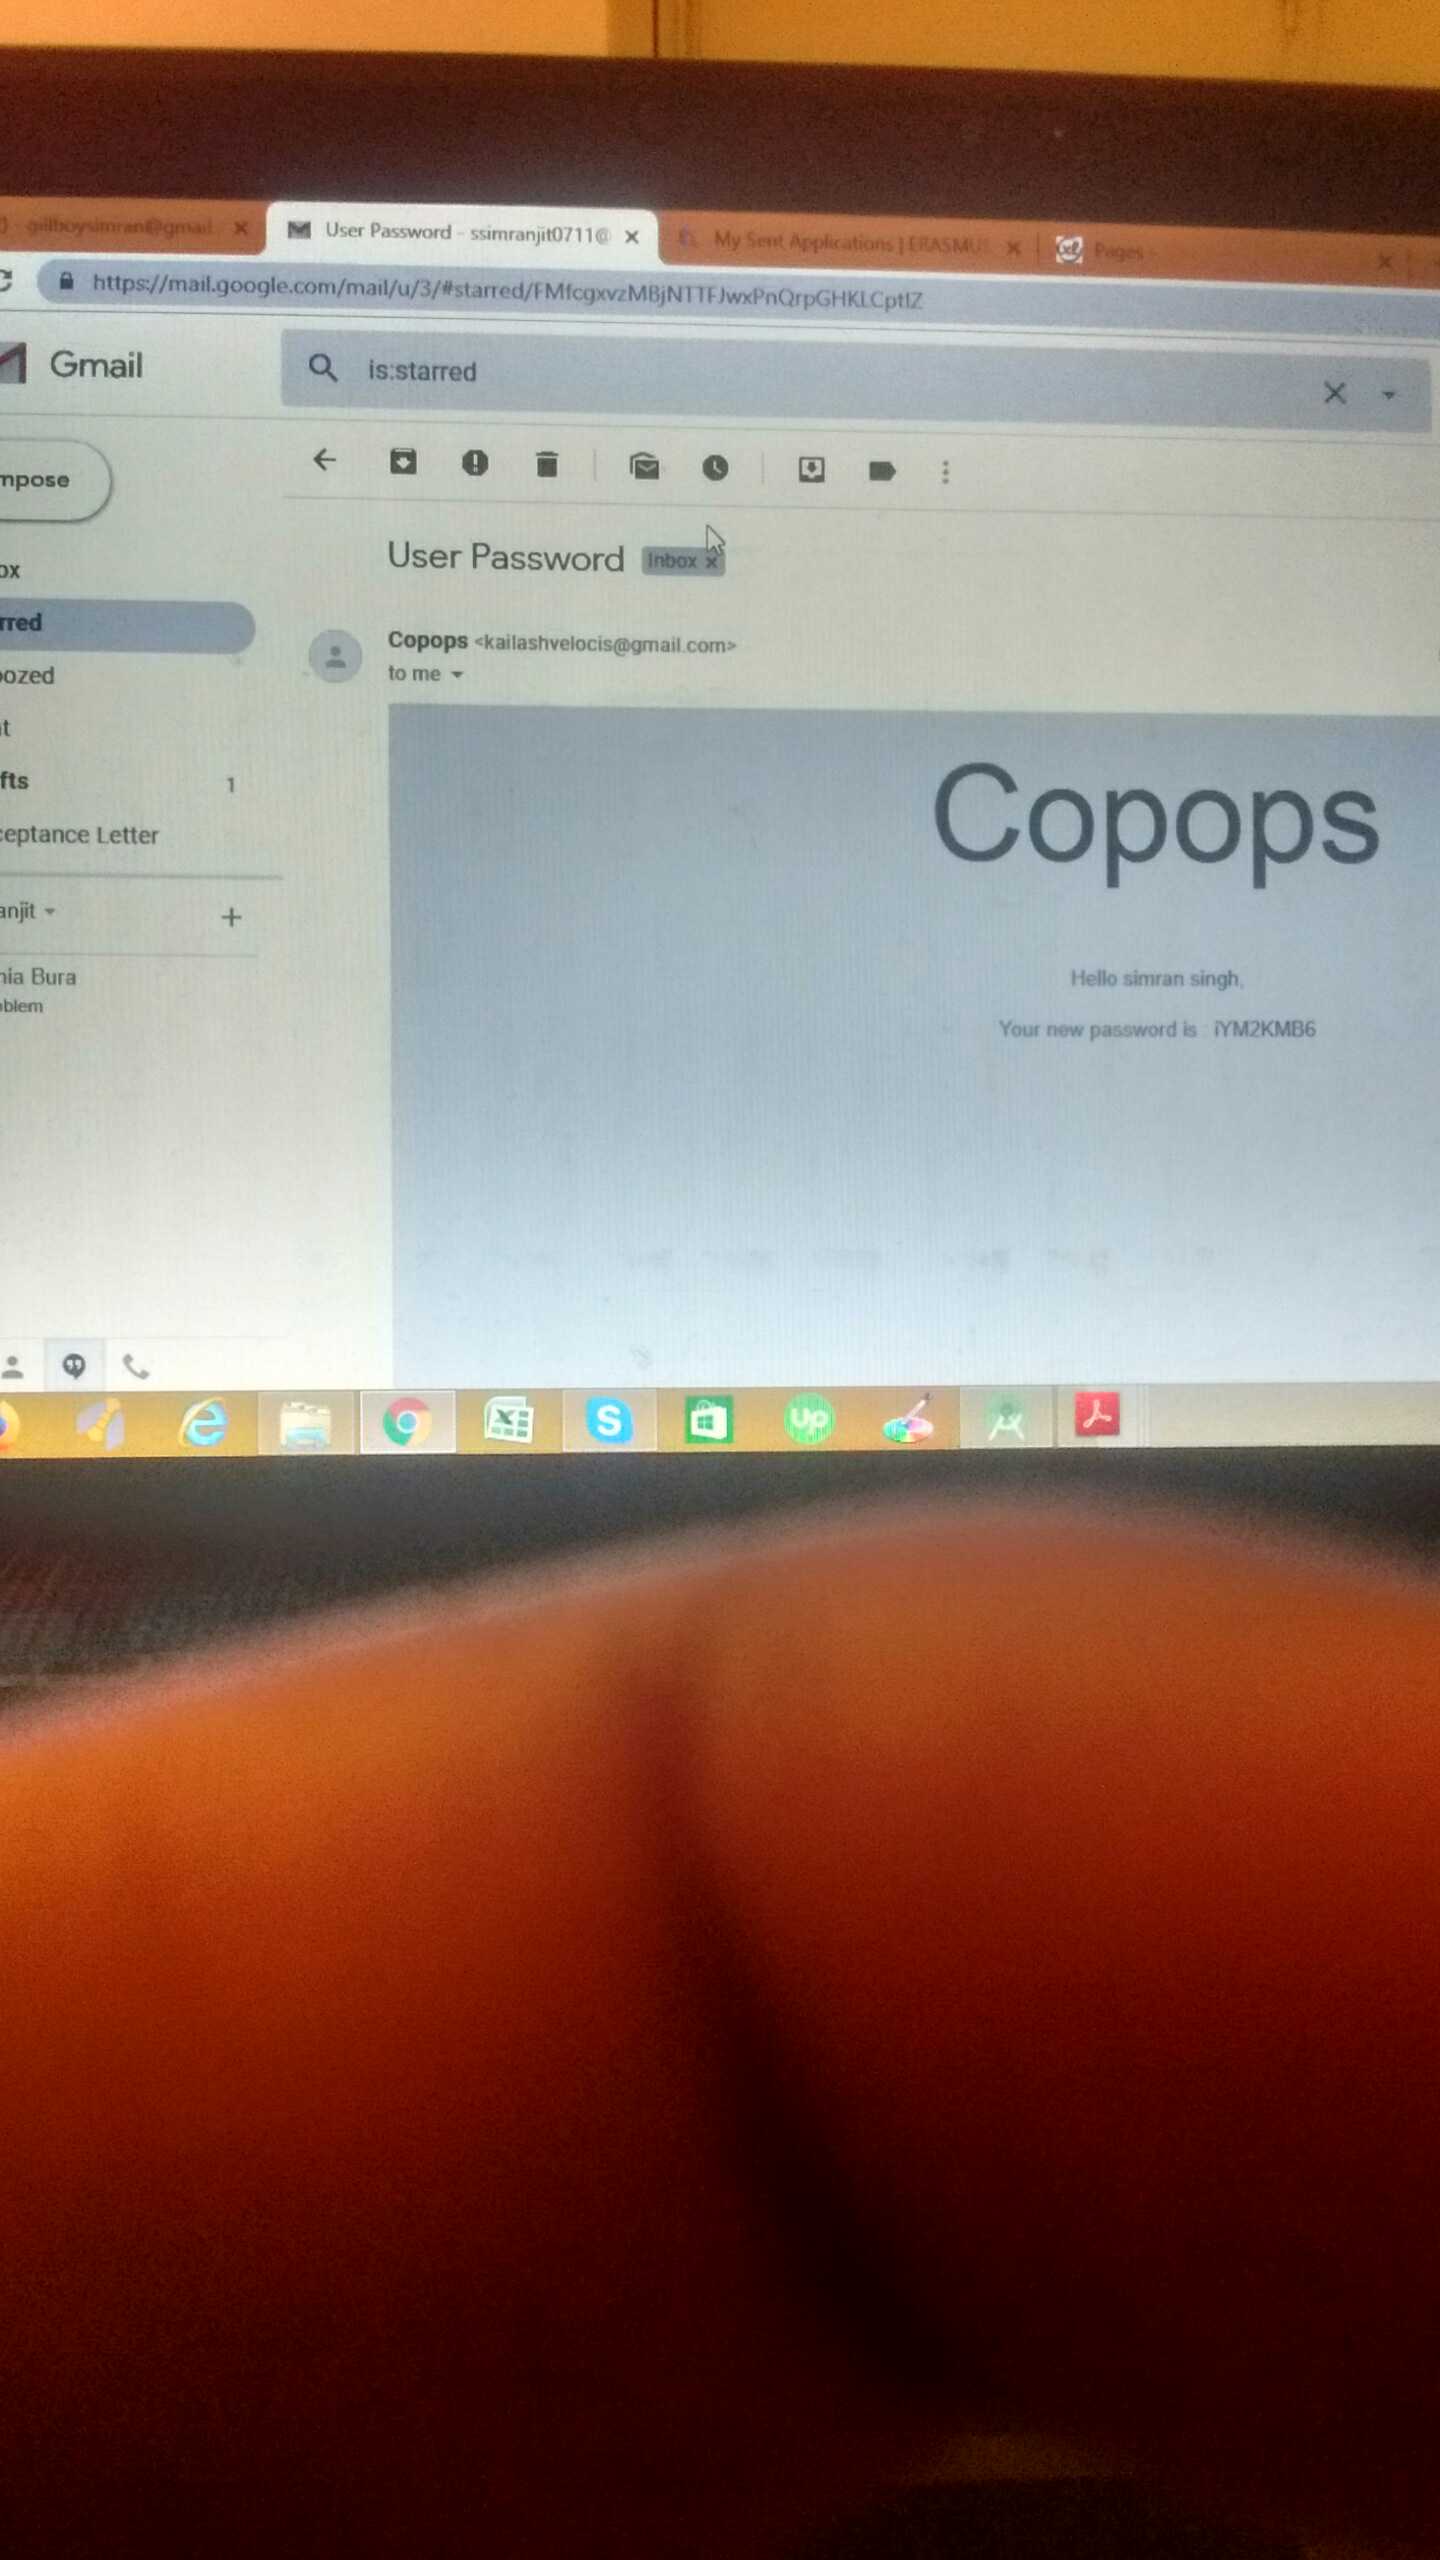 gillboysimran@gmail
User Password - ssimranjit0711@
My Sent Applications | ERASMUS
Pages
https://mail.google.com/mail/u/3/#starred/FMfcgxvzMBjNTTFJwxPnQrpGHKLCptlZ
Gmail
is:starred
mpose
User Password
Inbox x
ox
rred
Copops <kailashvelocis@gmail.com>
to me
oozed
t
fts 1
Copops
ceptance Letter
anjit
nia Bura
Hello simran singh,
oblem
Your new password is : iYM2KMB6
Up